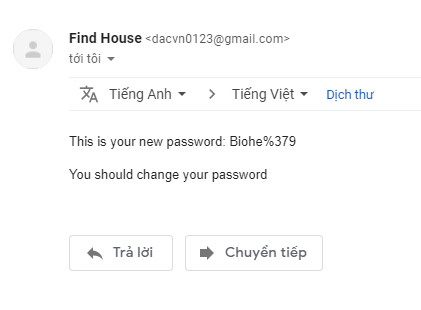 Find House <dacvn0123@gmail.com>
tới tôi
Tiếng Anh > Tiếng Việt Dịch thư
This is your new password: Biohe%379
You should change your password
Trả lời Chuyển tiếp